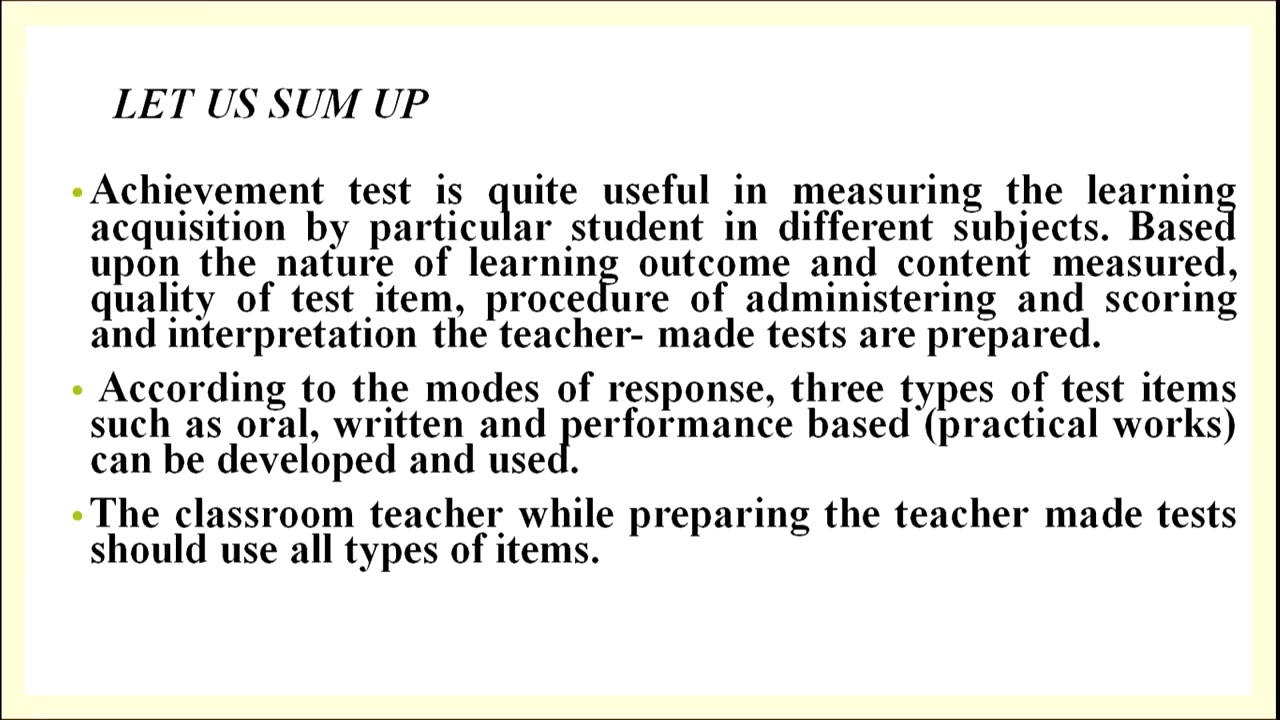 LET US SUM UP
• Achievement test is quite useful in measuring the learning
acquisition by particular student in different subjects. Based
upon the nature of learning outcome and content measured,
quality of test item, procedure of administering and scoring
and interpretation the teacher- made tests are prepared.
• According to the modes of response, three types of test items
such as oral, written and performance based (practical works)
can be developed and used.
• The classroom teacher while preparing the teacher made tests
should use all types of items.